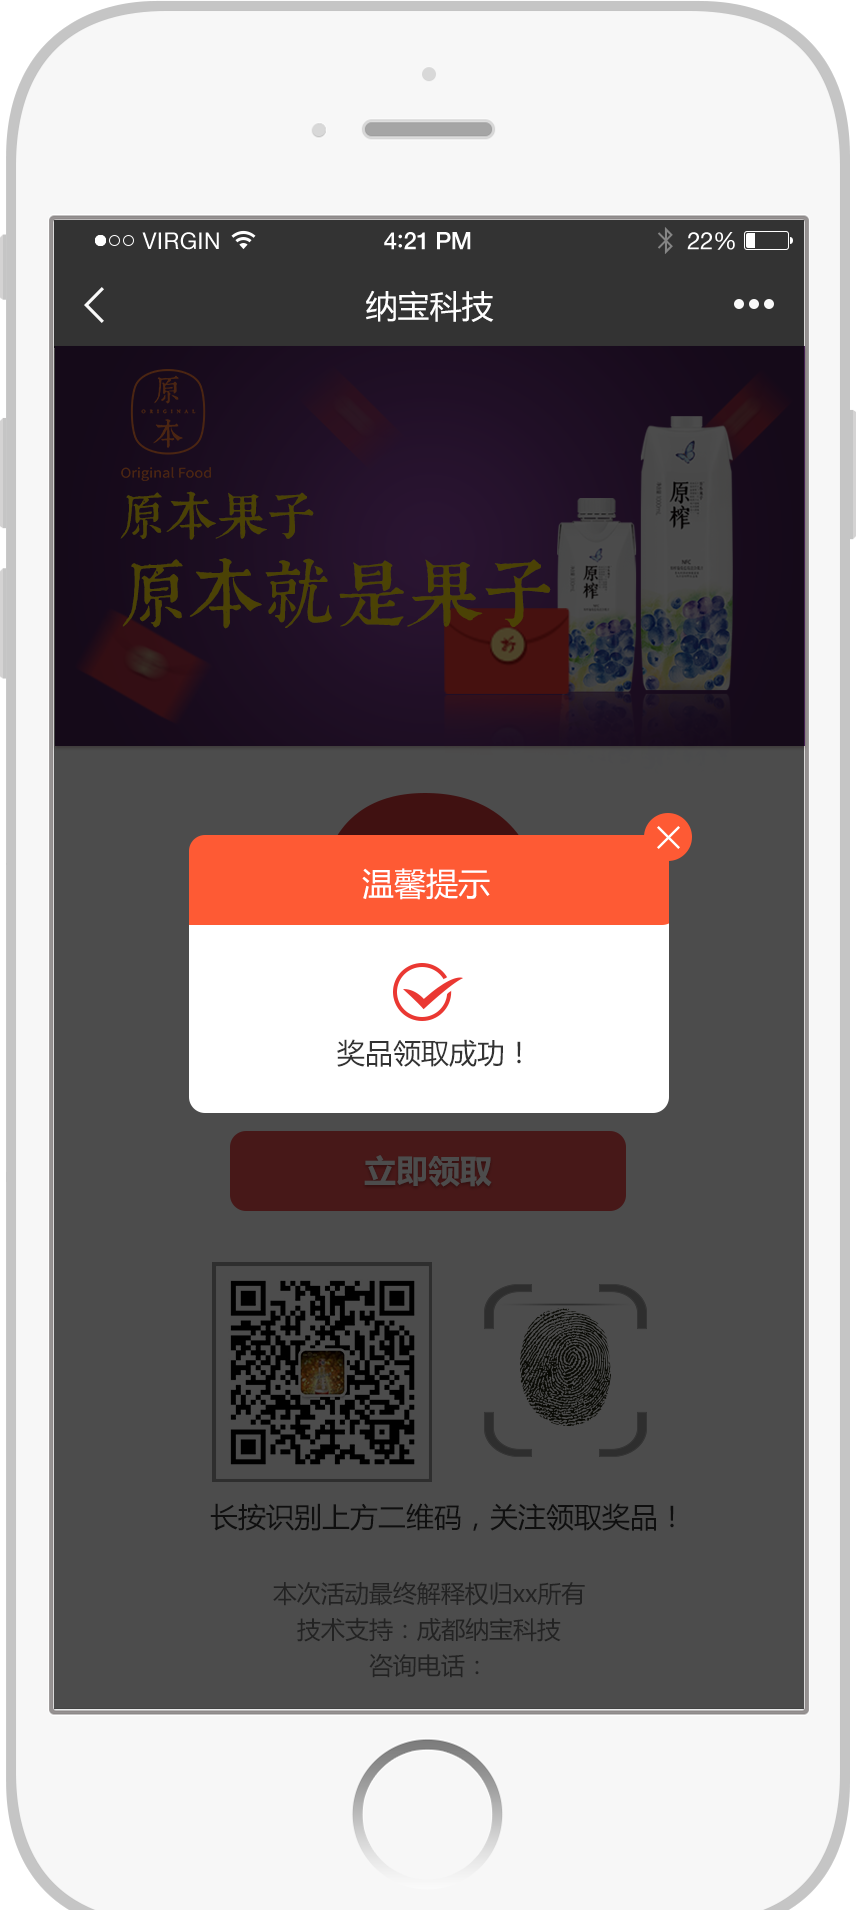 VIRGIN
4:21 PM
22%
纳宝科技
原
ORIGINAL
本
Original Food
原本果子
原本就是果子
原榨
原榨
温馨提示
奖品领取成功！
立即领取
长按识别上方二维码，关注领取奖品！
本次活动最终解释权归xx所有
技术支持：成都纳宝科技
咨询电话：